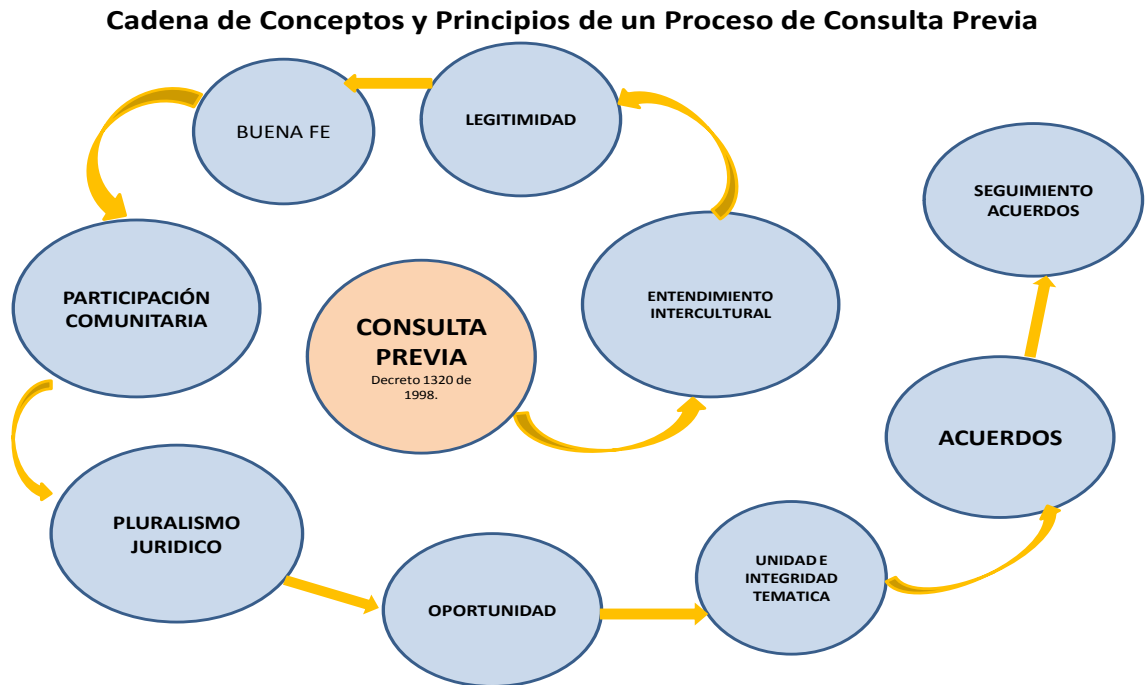 Cadena de Conceptos y Principios de un Proceso de Consulta Previa
CONSULTA
PREVIA
Decreto 1320 de
1998.
ENTENDIMIENTO
INTERCULTURAL
LEGITIMIDAD
BUENA FE
PARTICIPACIÓN
COMUNITARIA
PLURALISMO
JURIDICO
OPORTUNIDAD
UNIDAD E
INTEGRIDAD
TEMATICA
ACUERDOS
SEGUIMIENTO
ACUERDOS